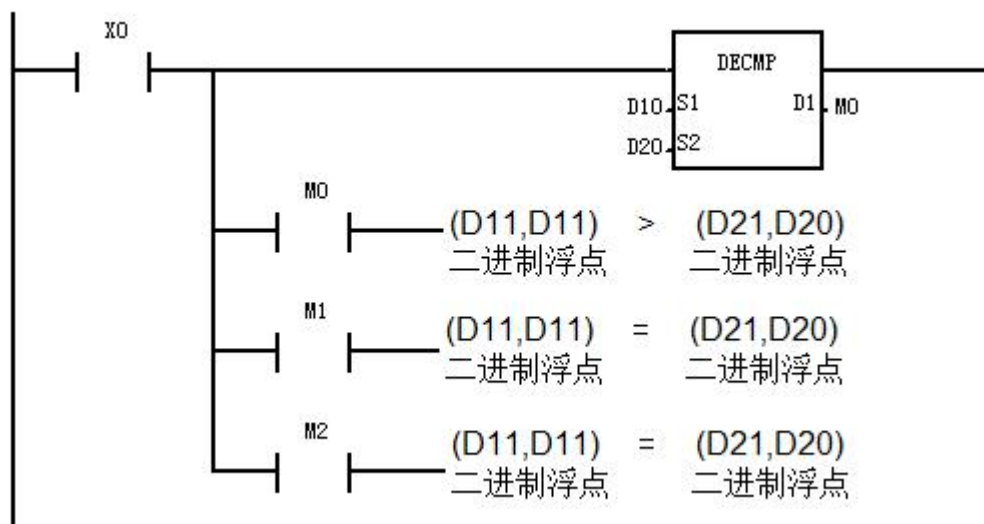 X0
DECMP
D10 S1 D1 M0
D20 S2
M0
(D11,D11) > (D21,D20)
二进制浮点 二进制浮点
M1
(D11,D11) = (D21,D20)
二进制浮点 二进制浮点
M2
(D11,D11) = (D21,D20)
二进制浮点 二进制浮点